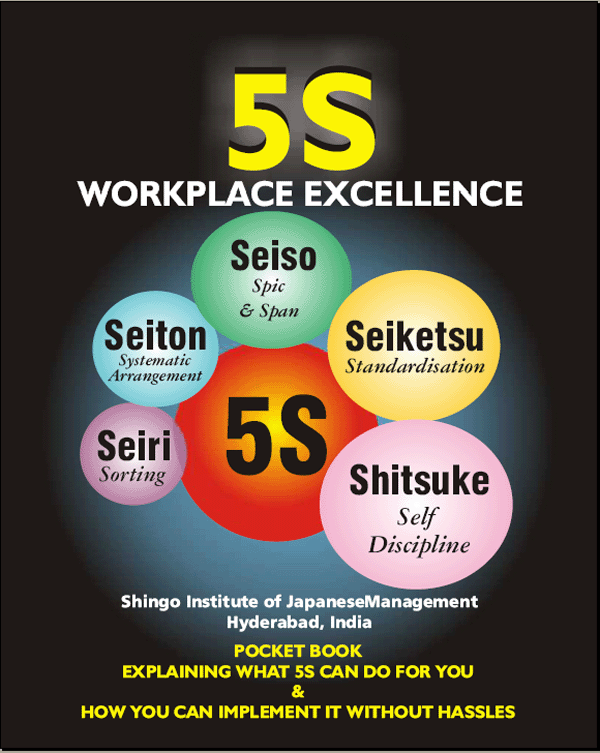 5S
WORKPLACE EXCELLENCE
Seiso
Spic
& Span
Seiton
Systematic
Arrangement
Seiketsu
Standardisation
Seiri
Sorting
5S
Shitsuke
Self
Discipline
Shingo Institute of JapaneseManagement
Hyderabad, India
POCKET BOOK
EXPLAINING WHAT 5S CAN DO FOR YOU
&
HOW YOU CAN IMPLEMENT IT WITHOUT HASSLES